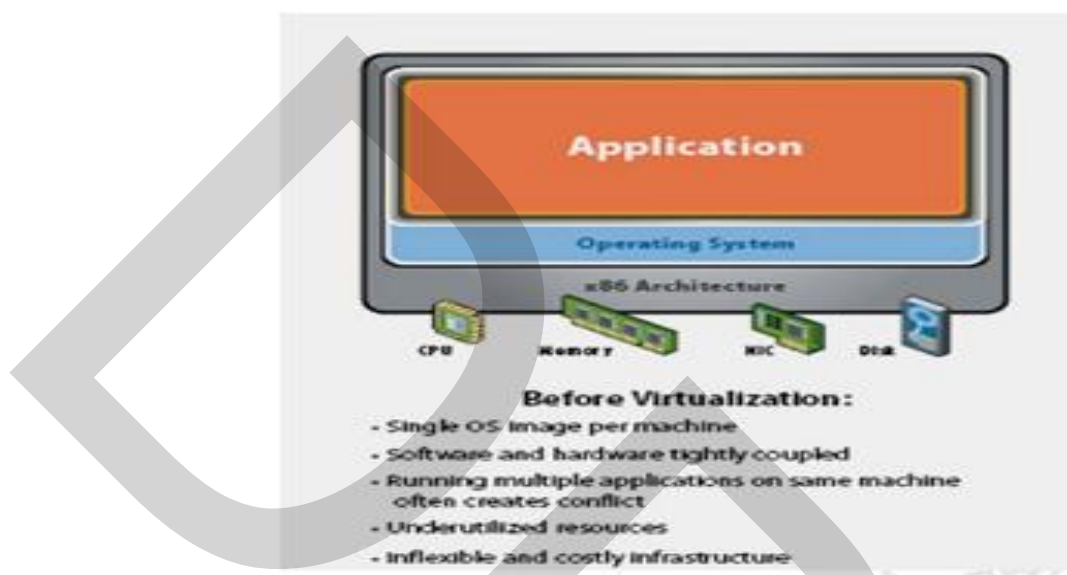 Application
Operating System
x86 Architecture
CPU
Memory
NIC
Disk
Before Virtualization:
- Single OS image per machine
- Software and hardware tightly coupled
- Running multiple applications on same machine
often creates conflict
- Underutilized resources
- Inflexible and costly infrastructure